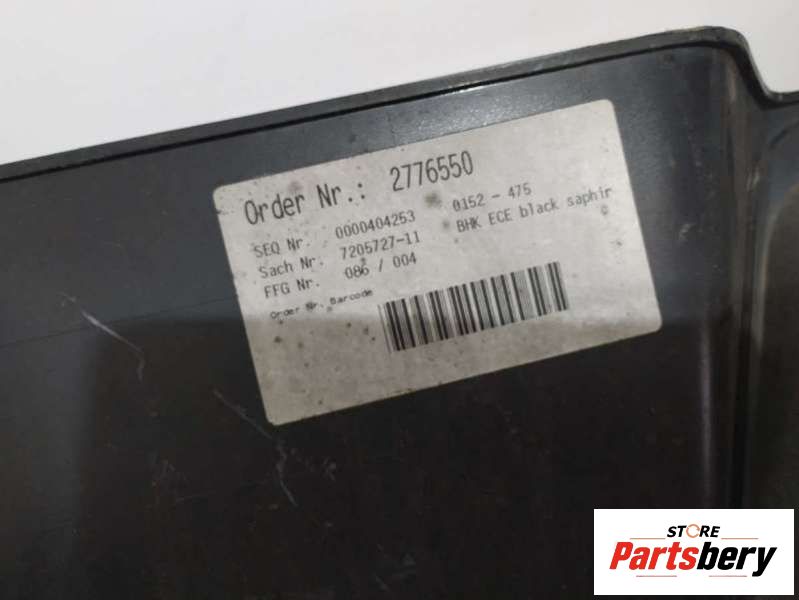 Order Nr.: 2776550
SEQ Nr. 0000404253 0152 - 475
Sach Nr. 7205727-11 BHK ECE black saphir
FFG Nr. 086 / 004
Order Nr. Barcode
STORE
Partsbery